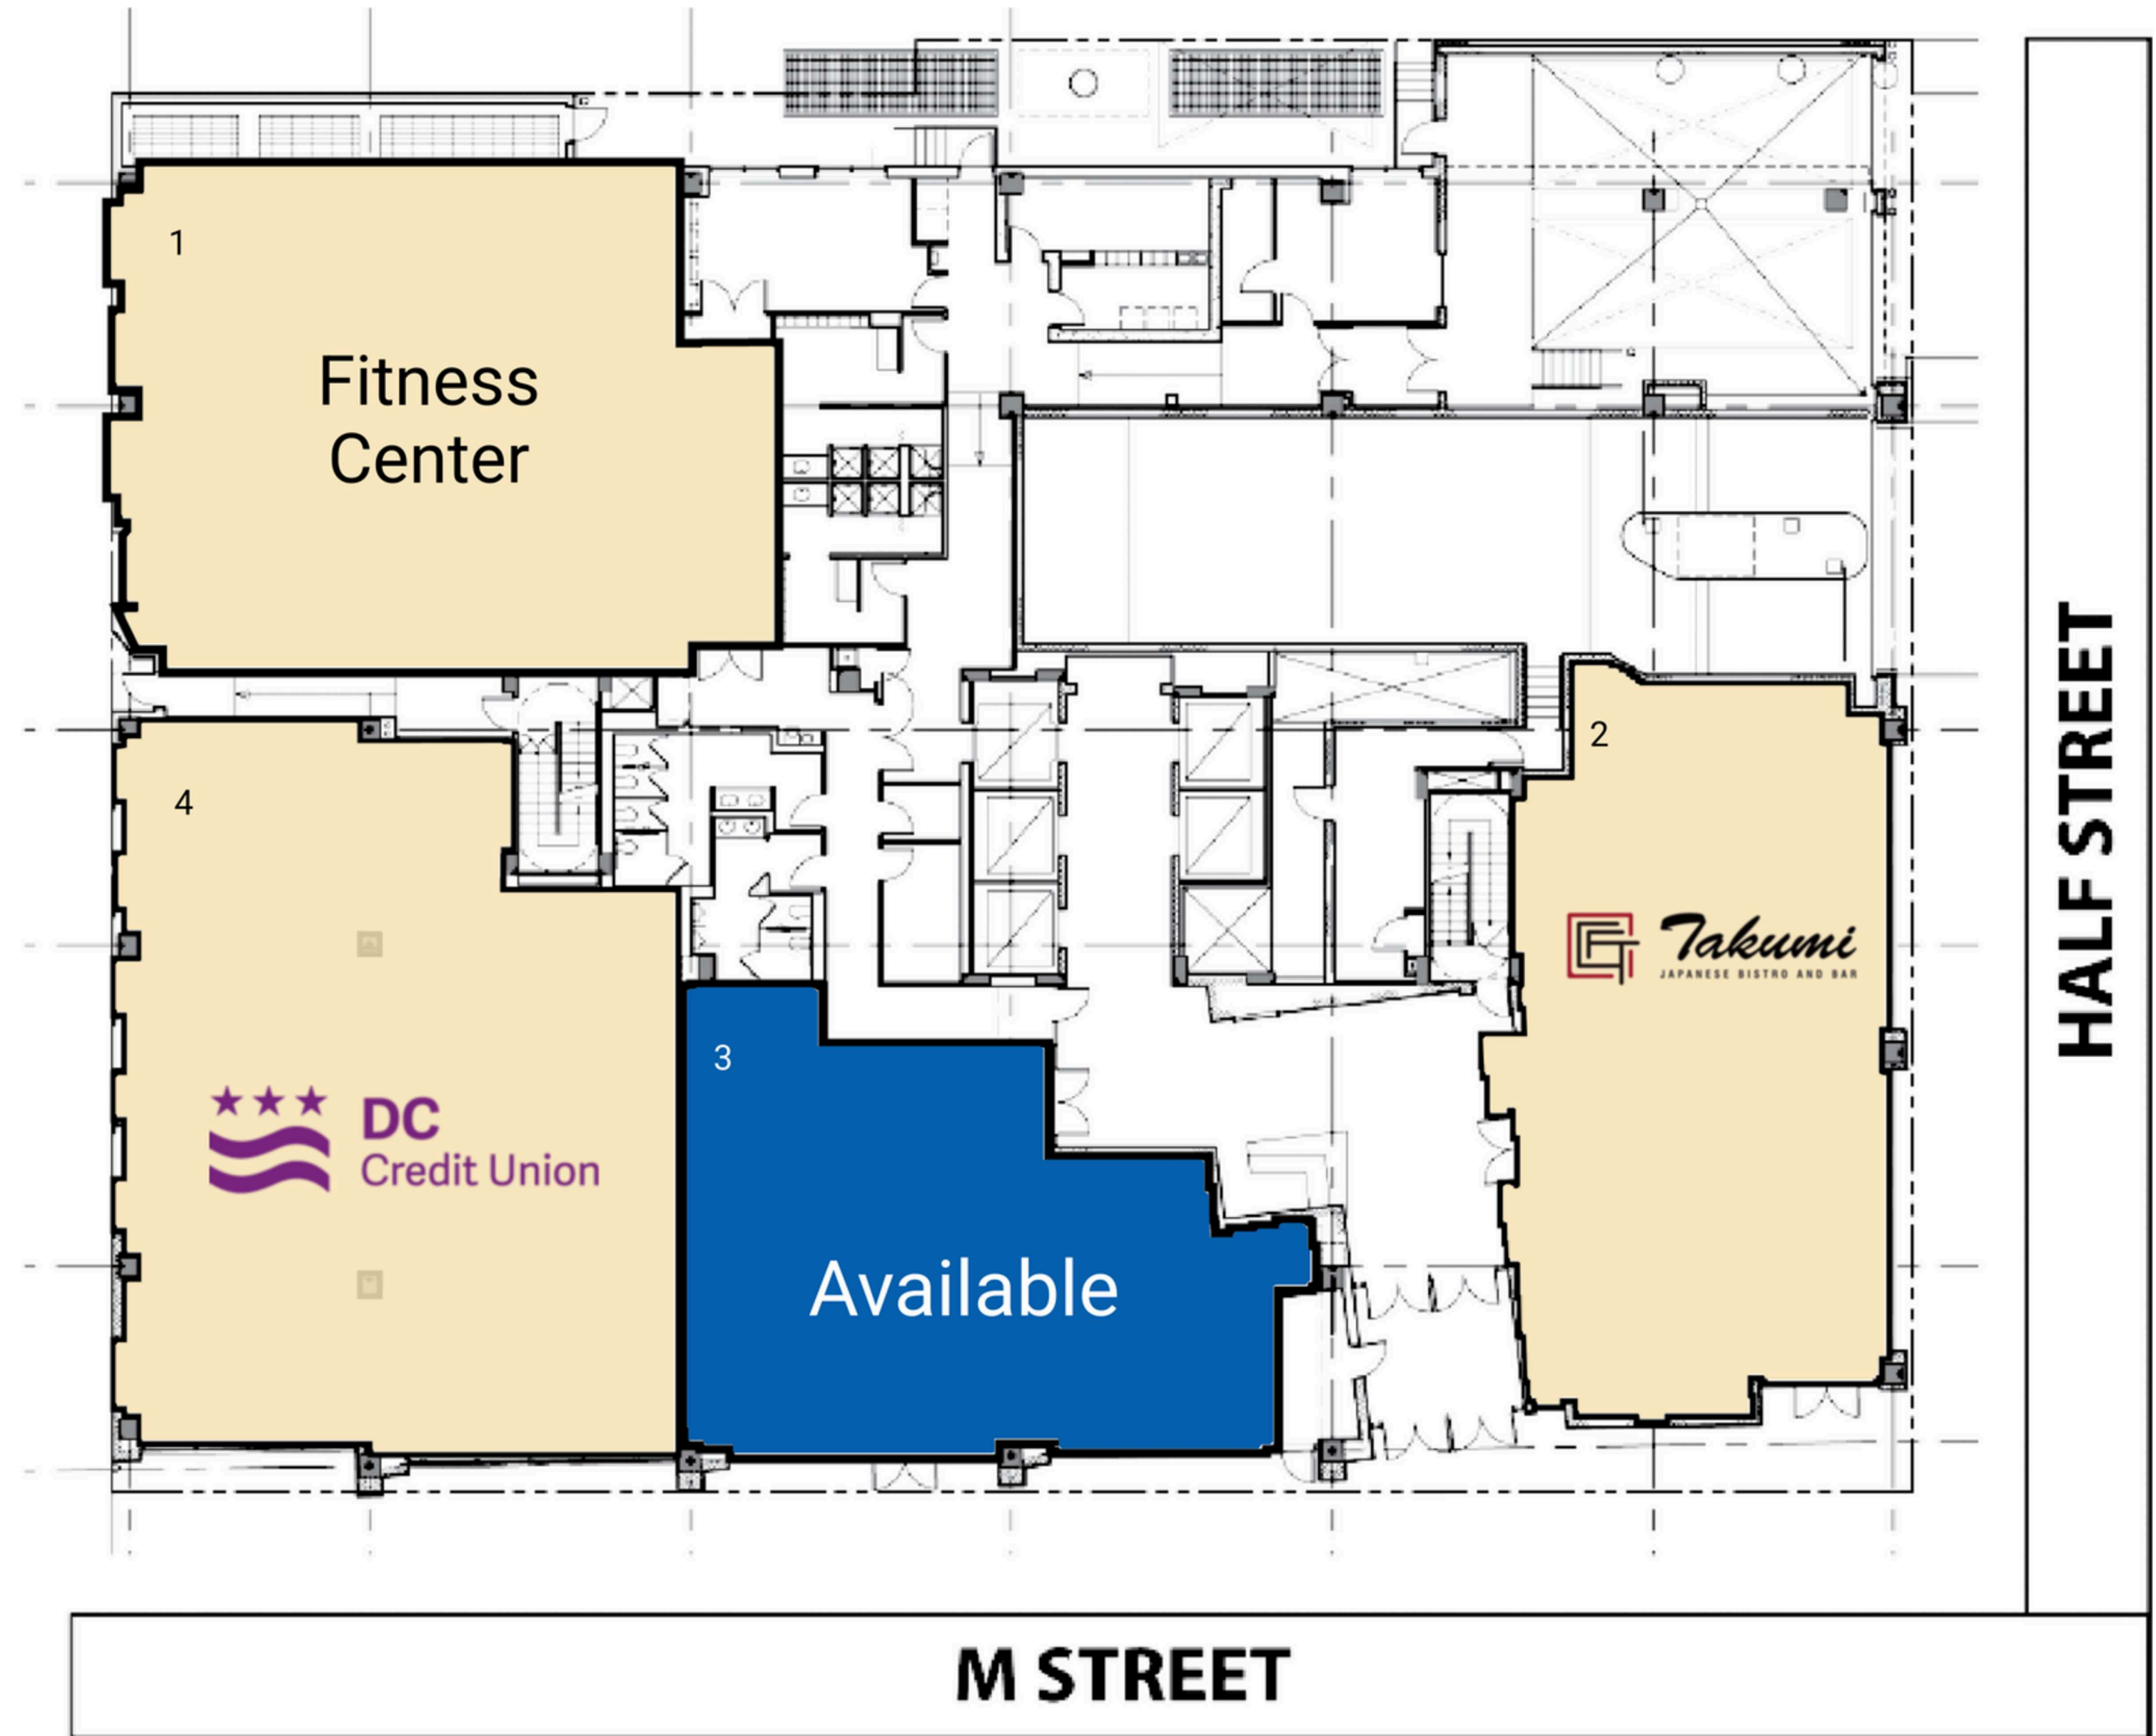 1
Fitness
Center
2
Takumi
JAPANESE BISTRO AND BAR
4
3
DC
Credit Union
Available
HALF STREET
M STREET